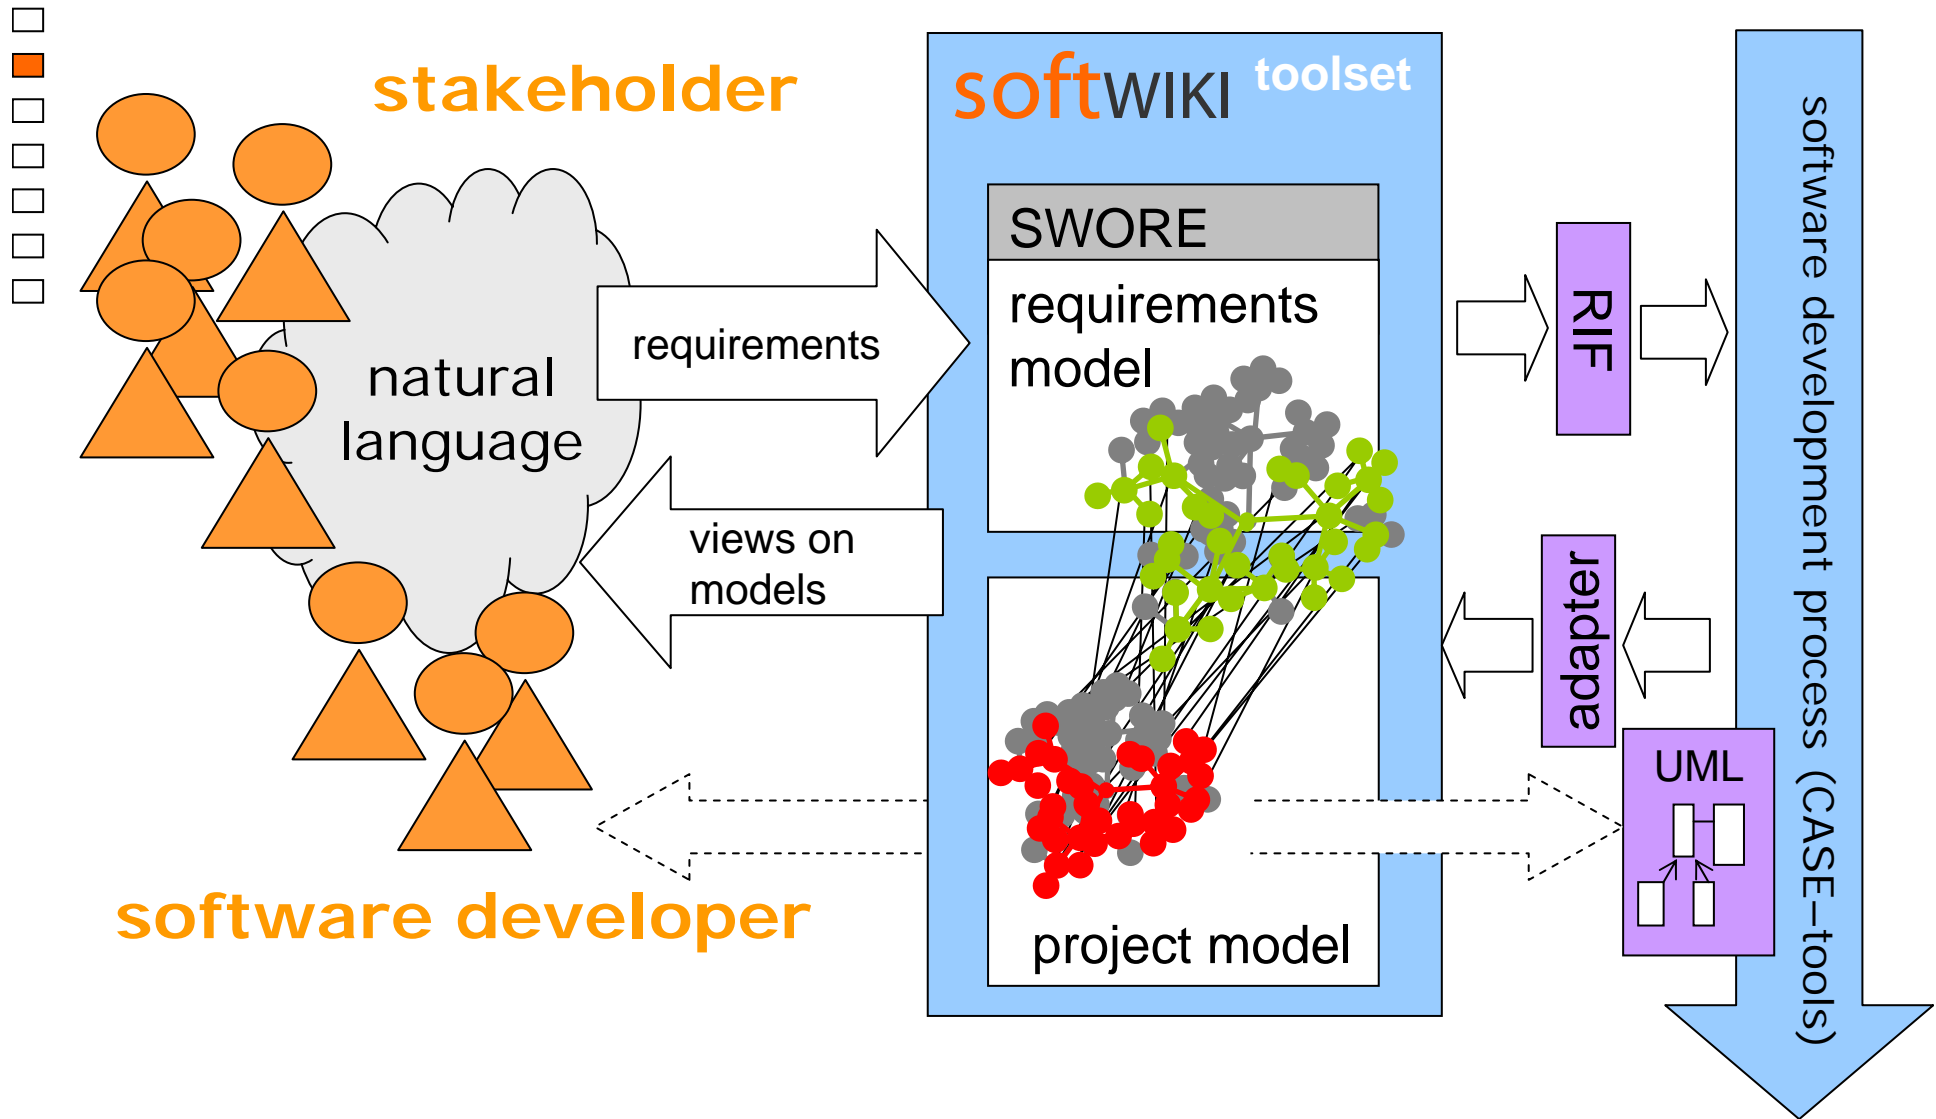 stakeholder
softWIKI toolset
SWORE
requirements
model
natural
language
requirements
views on
models
RIF
adapter
UML
software development process (CASE-tools)
software developer
project model